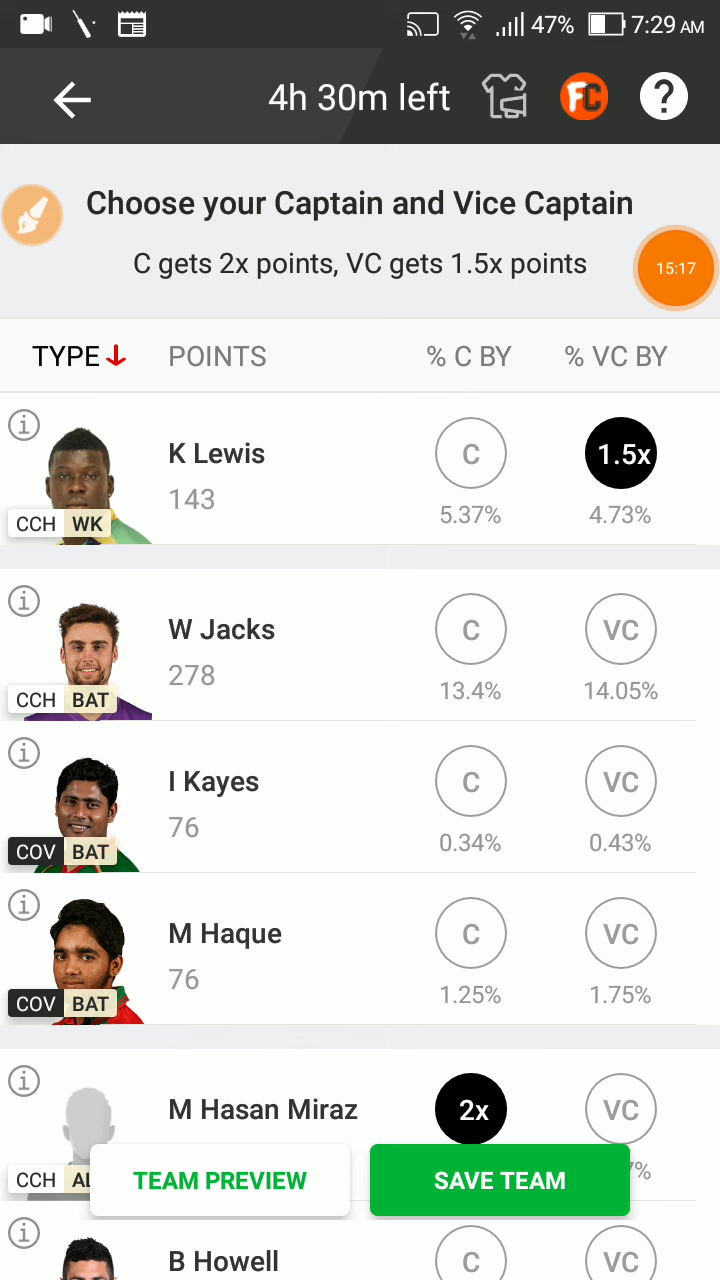 47% 7:29 AM
4h 30m left FC ?
Choose your Captain and Vice Captain
C gets 2x points, VC gets 1.5x points
15:17
TYPE POINTS % C BY % VC BY
K Lewis C 1.5x
143 5.37% 4.73%
CCH WK
W Jacks C VC
278 13.4% 14.05%
CCH BAT
I Kayes C VC
76 0.34% 0.43%
COV BAT
M Haque C VC
76 1.25% 1.75%
COV BAT
M Hasan Miraz 2x VC
CCH
TEAM PREVIEW SAVE TEAM
B Howell C VC